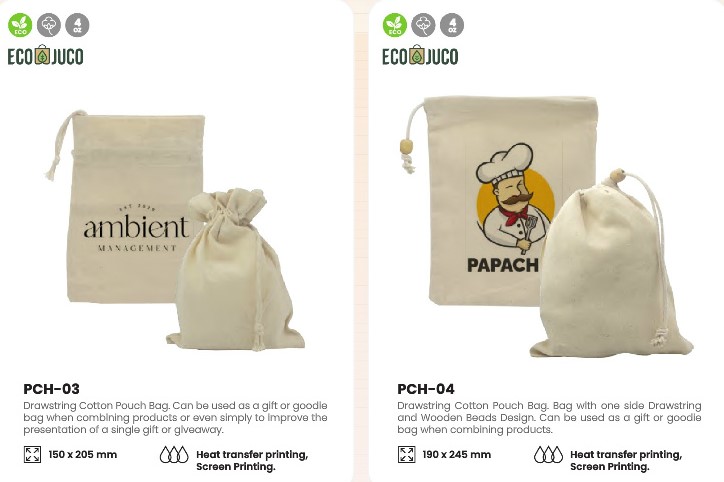 ECO
4
oz
ECO JUCO
EST 2020
ambient
MANAGEMENT
PCH-03
Drawstring Cotton Pouch Bag. Can be used as a gift or goodie
bag when combining products or even simply to improve the
presentation of a single gift or giveaway.
150 x 205 mm
Heat transfer printing,
Screen Printing.
ECO
4
oz
ECO JUCO
PAPACH
PCH-04
Drawstring Cotton Pouch Bag. Bag with one side Drawstring
and Wooden Beads Design. Can be used as a gift or goodie
bag when combining products.
190 x 245 mm
Heat transfer printing,
Screen Printing.